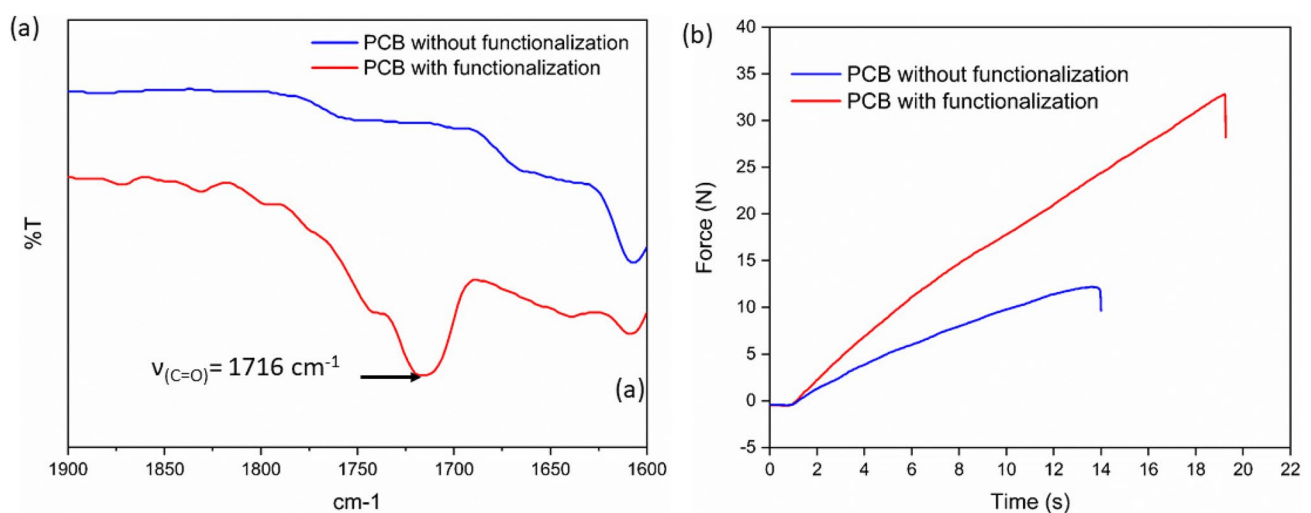 (a)
PCB without functionalization
PCB with functionalization
%T
ν(C=O)= 1716 cm-1
(a)
1900 1850 1800 1750 1700 1650 1600
cm-1
(b)
PCB without functionalization
PCB with functionalization
Force (N)
40
35
30
25
20
15
10
5
0
-5
0 2 4 6 8 10 12 14 16 18 20 22
Time (s)